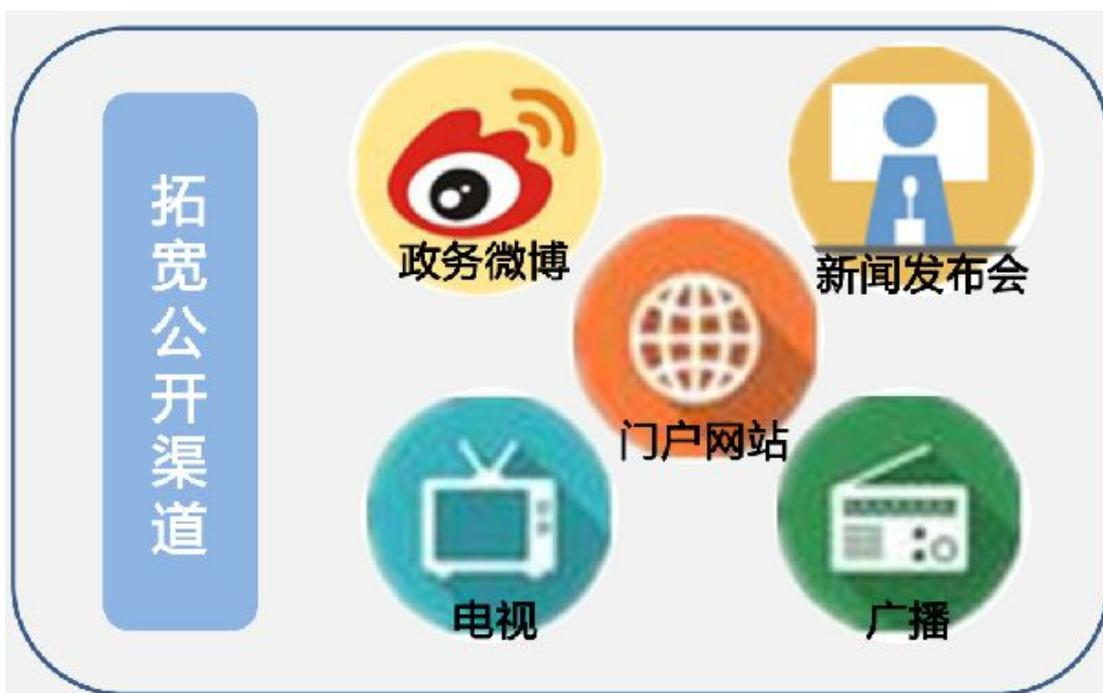 拓宽公开渠道
政务微博
新闻发布会
门户网站
电视
广播